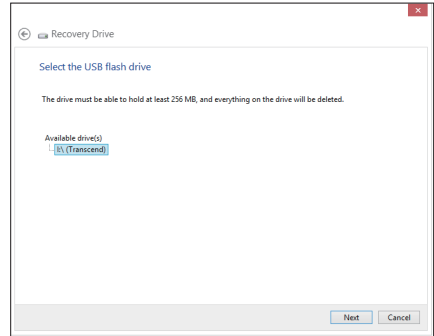 Recovery Drive
Select the USB flash drive
The drive must be able to hold at least 256 MB, and everything on the drive will be deleted.
Available drive(s)
I:\ (Transcend)
Next Cancel